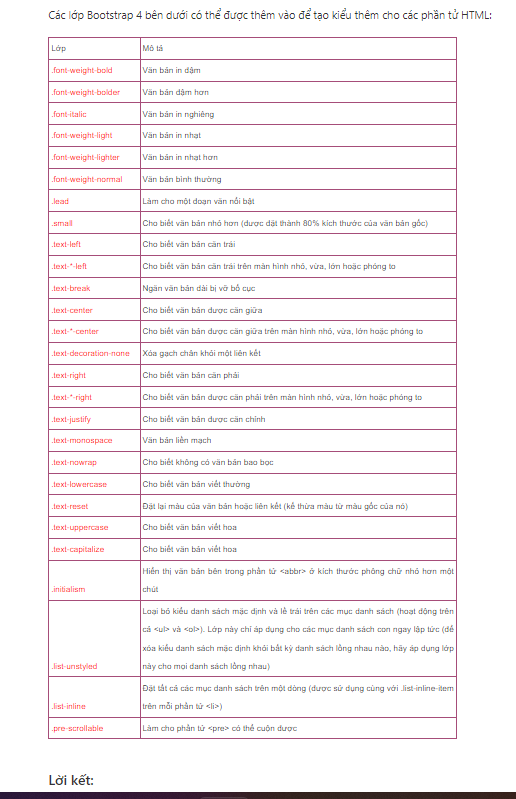 Các lớp Bootstrap 4 bên dưới có thể được thêm vào để tạo kiểu thêm cho các phần tử HTML:
Lớp Mô tả
.font-weight-bold Văn bản in đậm
.font-weight-bolder Văn bản đậm hơn
.font-italic Văn bản in nghiêng
.font-weight-light Văn bản in nhạt
.font-weight-lighter Văn bản in nhạt hơn
.font-weight-normal Văn bản bình thường
.lead Làm cho một đoạn văn nổi bật
.small Cho biết văn bản nhỏ hơn (được đặt thành 80% kích thước của văn bản gốc)
.text-left Cho biết văn bản căn trái
.text-*-left Cho biết văn bản căn trái trên màn hình nhỏ, vừa, lớn hoặc phóng to
.text-break Ngăn văn bản dài bị vỡ bố cục
.text-center Cho biết văn bản được căn giữa
.text-*-center Cho biết văn bản được căn giữa trên màn hình nhỏ, vừa, lớn hoặc phóng to
.text-decoration-none Xóa gạch chân khỏi một liên kết
.text-right Cho biết văn bản căn phải
.text-*-right Cho biết văn bản được căn phải trên màn hình nhỏ, vừa, lớn hoặc phóng to
.text-justify Cho biết văn bản được căn chỉnh
.text-monospace Văn bản liền mạch
.text-nowrap Cho biết không có văn bản bao bọc
.text-lowercase Cho biết văn bản viết thường
.text-reset Đặt lại màu của văn bản hoặc liên kết (kế thừa màu từ màu gốc của nó)
.text-uppercase Cho biết văn bản viết hoa
.text-capitalize Cho biết văn bản viết hoa
Hiển thị văn bản bên trong phần tử <abbr> ở kích thước phông chữ nhỏ hơn một
.initialism chút
Loại bỏ kiểu danh sách mặc định và lề trái trên các mục danh sách (hoạt động trên
cả <ul> và <ol>). Lớp này chỉ áp dụng cho các mục danh sách con ngay lập tức (để
xóa kiểu danh sách mặc định khỏi bất kỳ danh sách lồng nhau nào, hãy áp dụng lớp
.list-unstyled này cho mọi danh sách lồng nhau)
Đặt tất cả các mục danh sách trên một dòng (được sử dụng cùng với .list-inline-item
.list-inline trên mỗi phần tử <li>)
.pre-scrollable Làm cho phần tử <pre> có thể cuộn được
Lời kết: